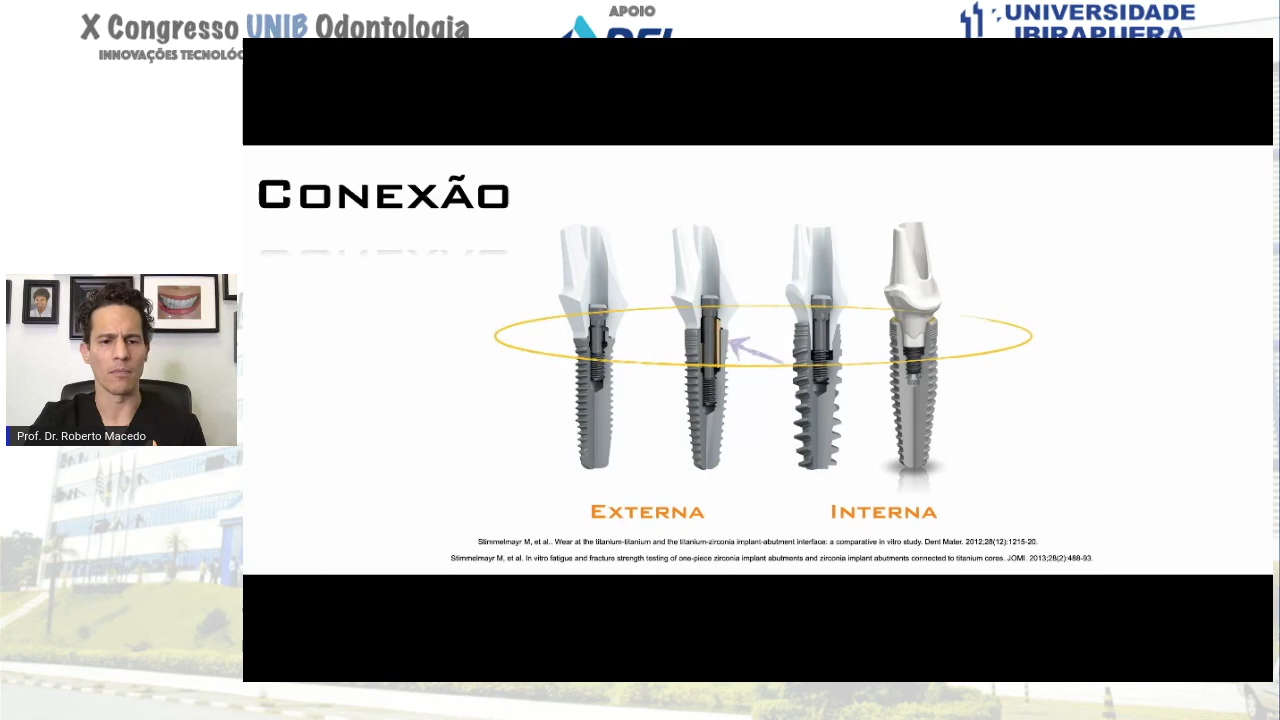 X Congresso UNIB Odontologia
INNOVAÇÕES TECNOLÓG
APOIO
UNIVERSIDADE
IBIRAPUERA
CONEXÃO
Prof. Dr. Roberto Macedo
EXTERNA
INTERNA
Stimmelmayr M, et al.. Wear at the titanium-titanium and the titanium-zirconia implant-abutment interface: a comparative in vitro study. Dent Mater. 2012;28(12):1215-20.
Stimmelmayr M, et al. In vitro fatigue and fracture strength testing of one-piece zirconia implant abutments and zirconia implant abutments connected to titanium cores. JOMI. 2013;28(2):488-93.